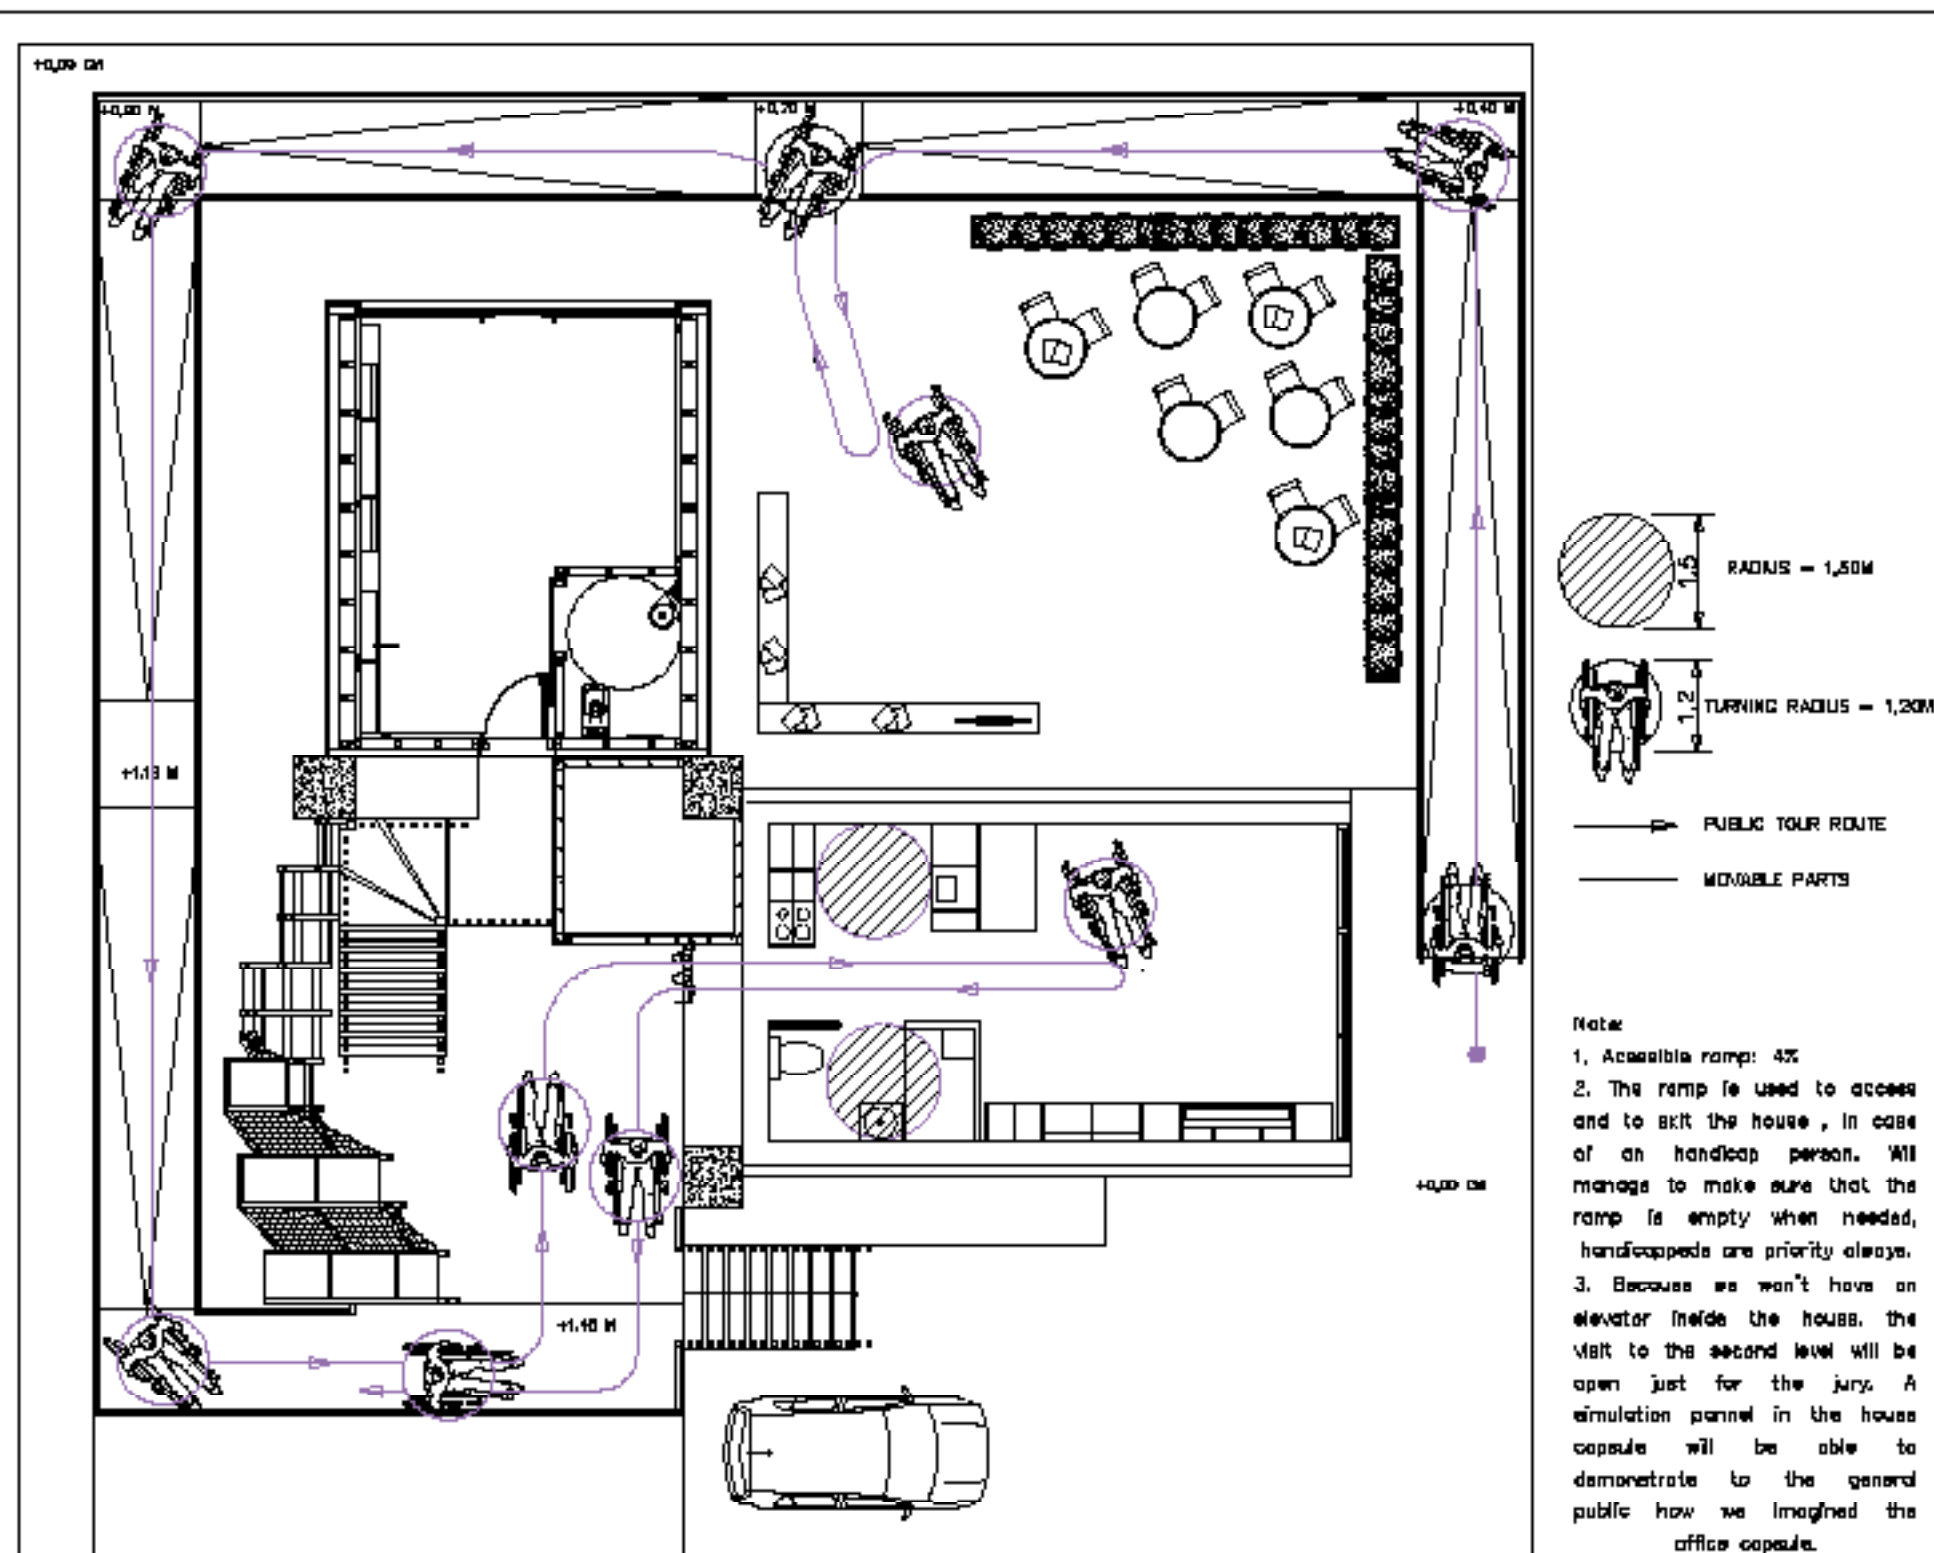 +0,00 CM
+0,90 M
+0,70 M
+0,40 M
1,5
RADIUS = 1,50M
1,2
TURNING RADIUS = 1,20M
+1.13 M
PUBLIC TOUR ROUTE
MOVABLE PARTS
Note:
1. Acessible ramp: 4%
2. The ramp is used to access
and to exit the house , in case
of an handicap person. Will
manage to make sure that the
ramp is empty when needed,
handicappeds are priority always.
3. Because we won't have an
elevator inside the house, the
visit to the second level will be
open just for the jury. A
simulation pannel in the house
capsule will be able to
demonstrate to the general
public how we imagined the
office capsule.
+0,00 CM
M